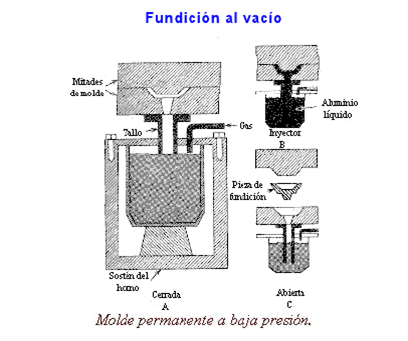 Fundición al vacío
Mitades
de molde
Tallo
Gas
Sostén del
horno
Cerrada
A
Aluminio
líquido
Inyector
B
Pieza de
fundición
Abierta
C
Molde permanente a baja presión.